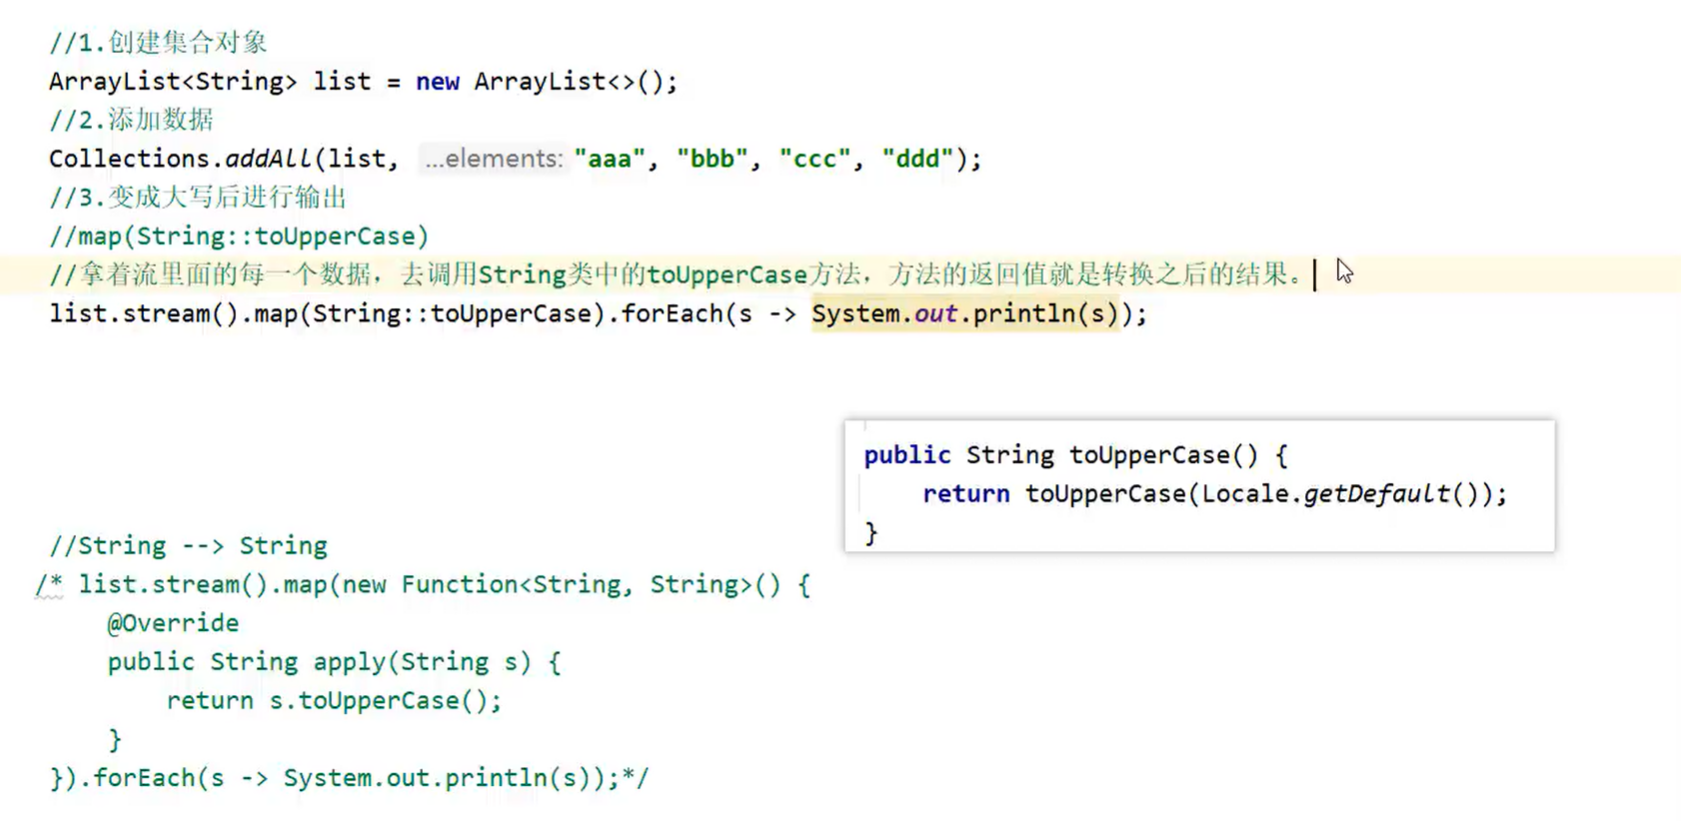 //1.创建集合对象
ArrayList<String> list = new ArrayList<>();
//2.添加数据
Collections.addAll(list, ...elements: "aaa", "bbb", "ccc", "ddd");
//3.变成大写后进行输出
//map(String::toUpperCase)
//拿着流里面的每一个数据，去调用String类中的toUpperCase方法，方法的返回值就是转换之后的结果。
list.stream().map(String::toUpperCase).forEach(s -> System.out.println(s));
public String toUpperCase() {
return toUpperCase(Locale.getDefault());
}
//String --> String
/* list.stream().map(new Function<String, String>() {
@Override
public String apply(String s) {
return s.toUpperCase();
}
}).forEach(s -> System.out.println(s));*/